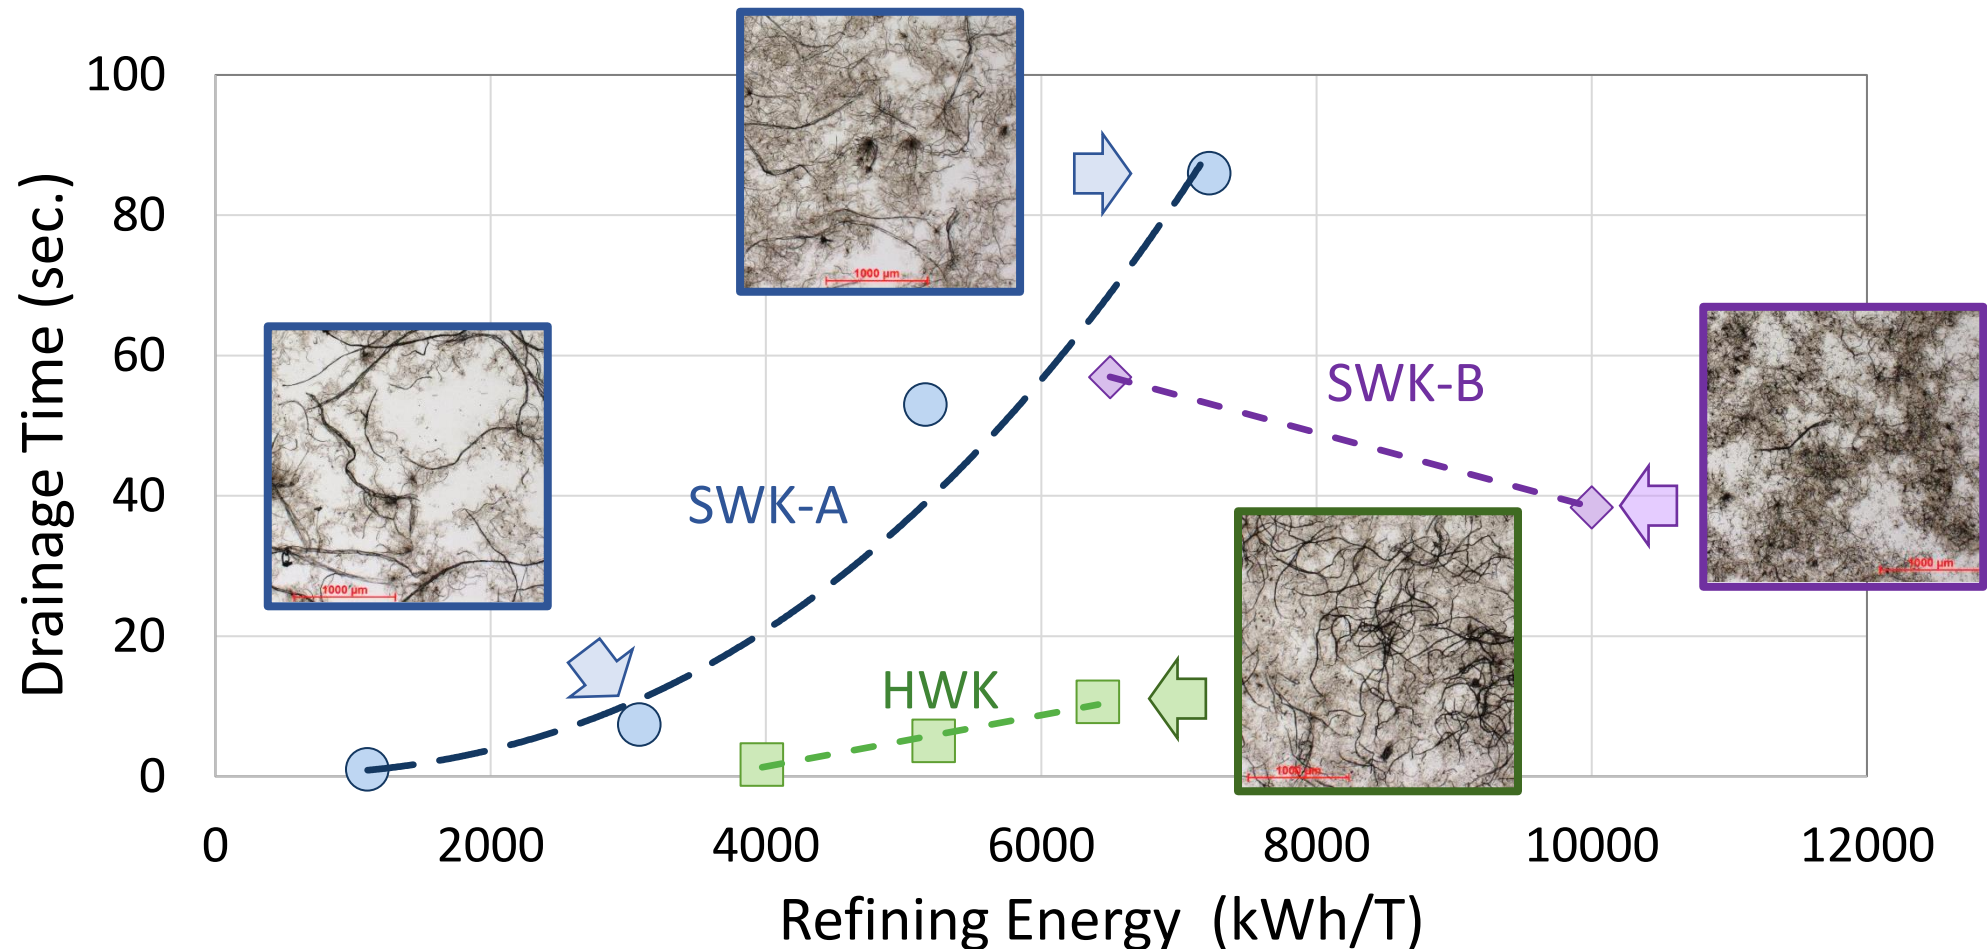 100
80
60
40
20
0
Drainage Time (sec.)
1000 µm
1000 µm
SWK-A
SWK-B
1000 µm
HWK
1000 µm
0 2000 4000 6000 8000 10000 12000
Refining Energy (kWh/T)